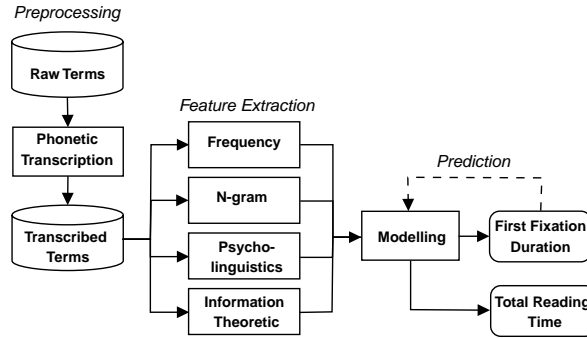 Preprocessing
Raw Terms
Phonetic
Transcription
Transcribed
Terms
Feature Extraction
Frequency
N-gram
Psycho-
linguistics
Information
Theoretic
Modelling
Prediction
First Fixation
Duration
Total Reading
Time